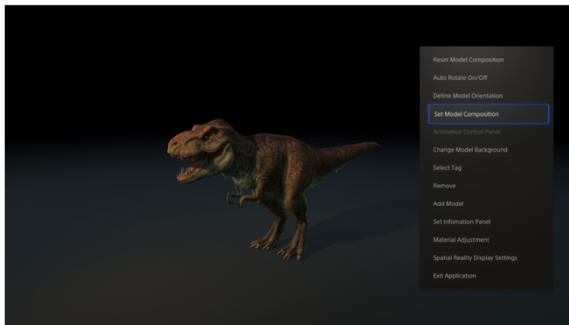 Reset Model Composition
Auto Rotate On/Off
Define Model Orientation
Set Model Composition
Animation Control Panel
Change Model Background
Select Tag
Remove
Add Model
Set Infomation Panel
Material Adjustment
Spatial Reality Display Settings
Exit Application